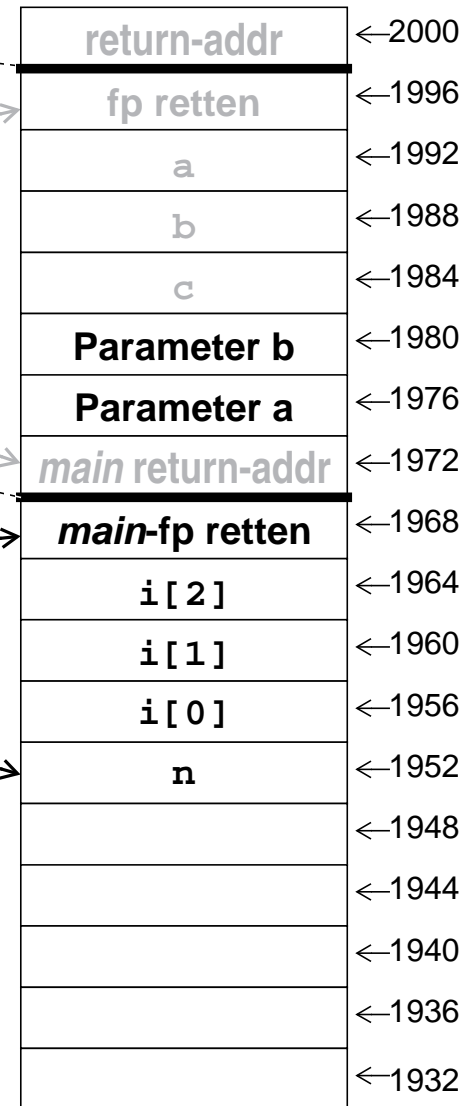 return-addr ←2000
fp retten ←1996
a ←1992
b ←1988
c ←1984
Parameter b ←1980
Parameter a ←1976
main return-addr ←1972
main-fp retten ←1968
i[2] ←1964
i[1] ←1960
i[0] ←1956
n ←1952
←1948
←1944
←1940
←1936
←1932